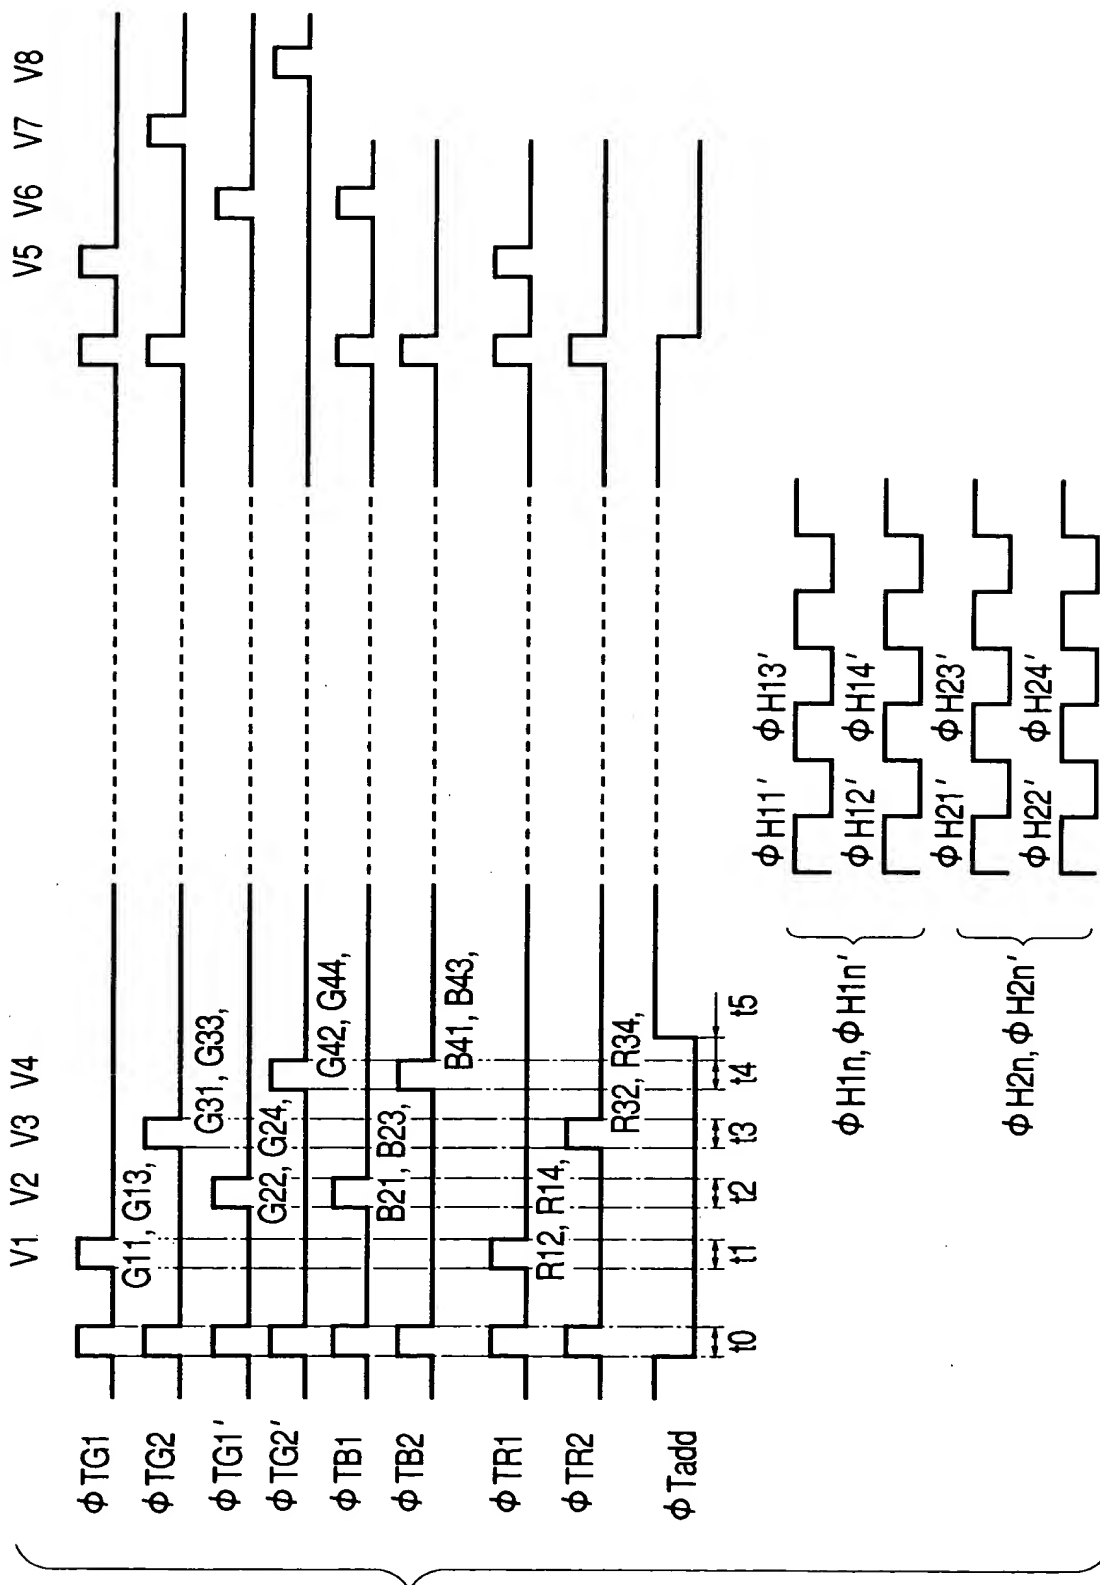 V1 V2 V3 V4 V5 V6 V7 V8
ϕTG1
G11, G13,
ϕTG2
G31, G33,
ϕTG1'
G22, G24,
ϕTG2'
G42, G44,
ϕTB1
B21, B23,
ϕTB2
B41, B43,
ϕTR1
R12, R14,
ϕTR2
R32, R34,
ϕTadd
t0 t1 t2 t3 t4 t5
ϕH11' ϕH13'
ϕH12' ϕH14'
ϕH1n, ϕH1n'
ϕH21' ϕH23'
ϕH22' ϕH24'
ϕH2n, ϕH2n'